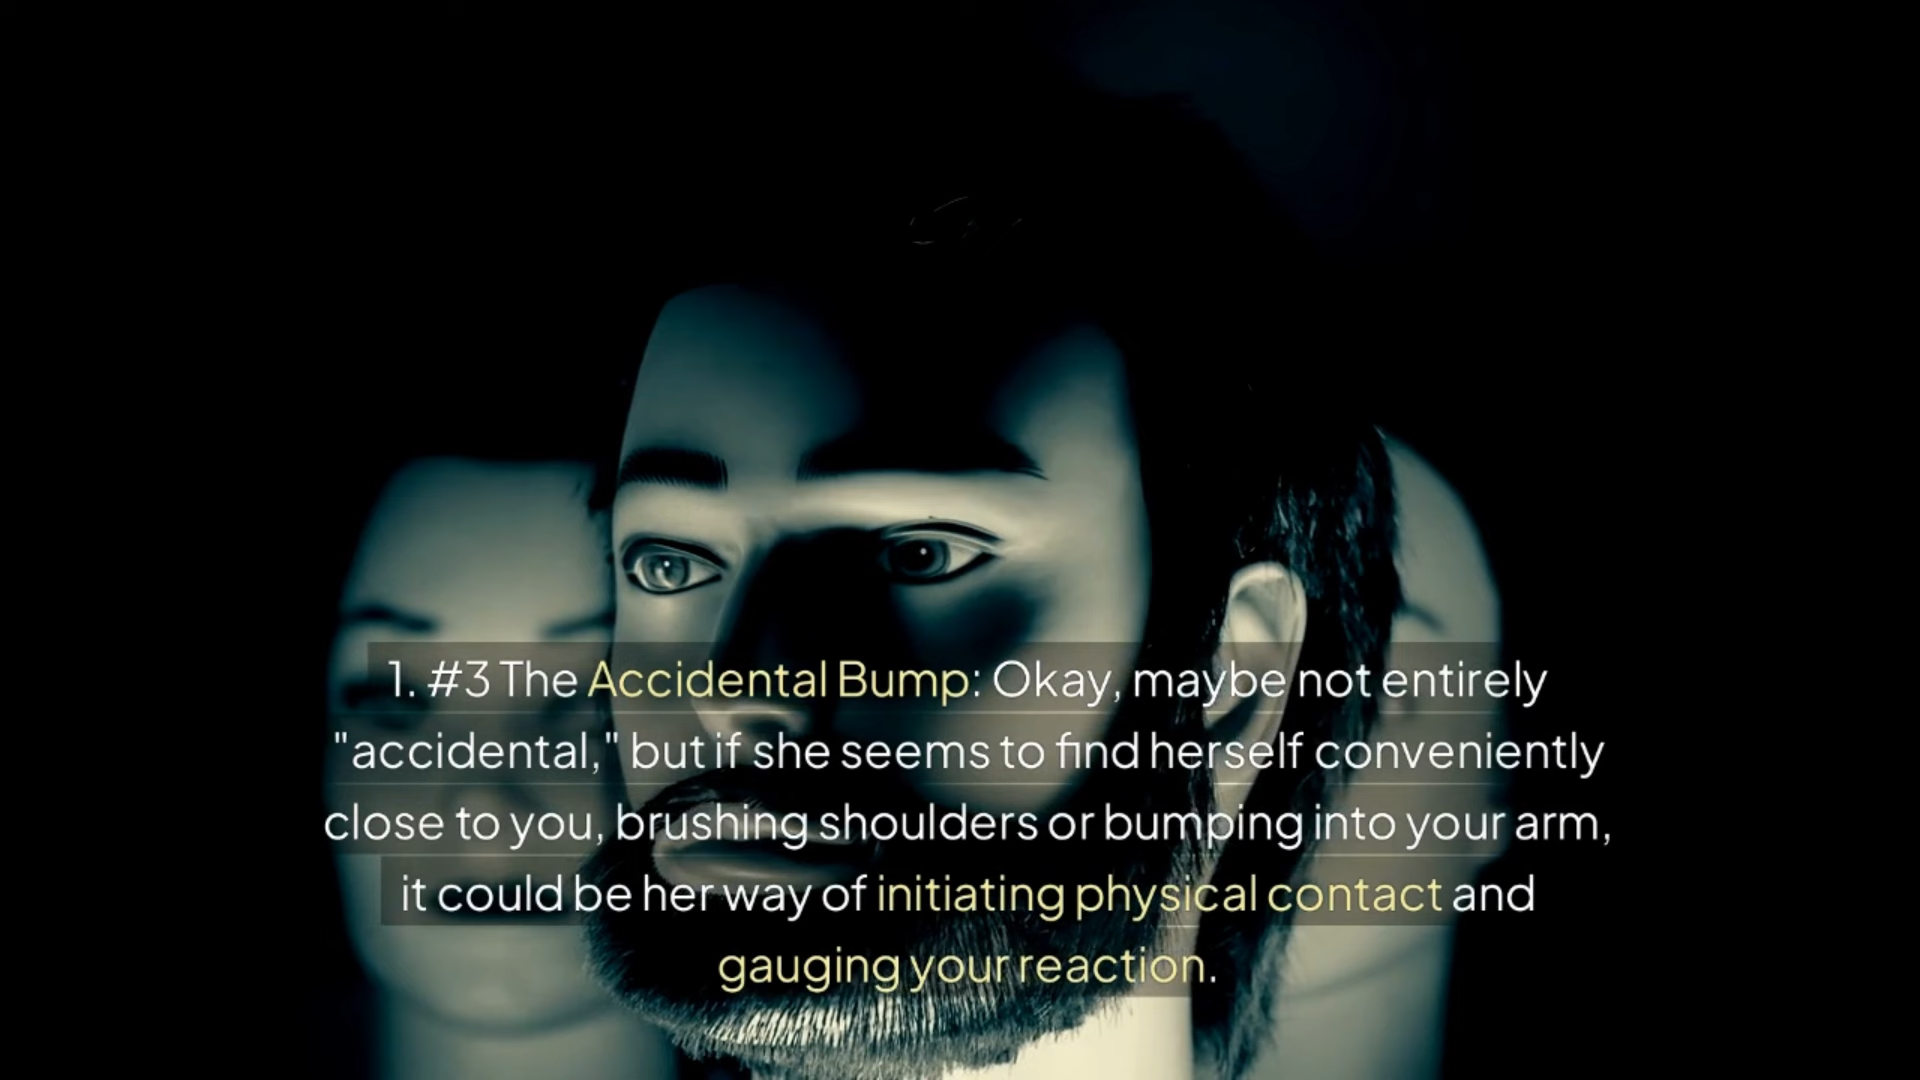 1. #3 The Accidental Bump: Okay, maybe not entirely
"accidental," but if she seems to find herself conveniently
close to you, brushing shoulders or bumping into your arm,
it could be her way of initiating physical contact and
gauging your reaction.